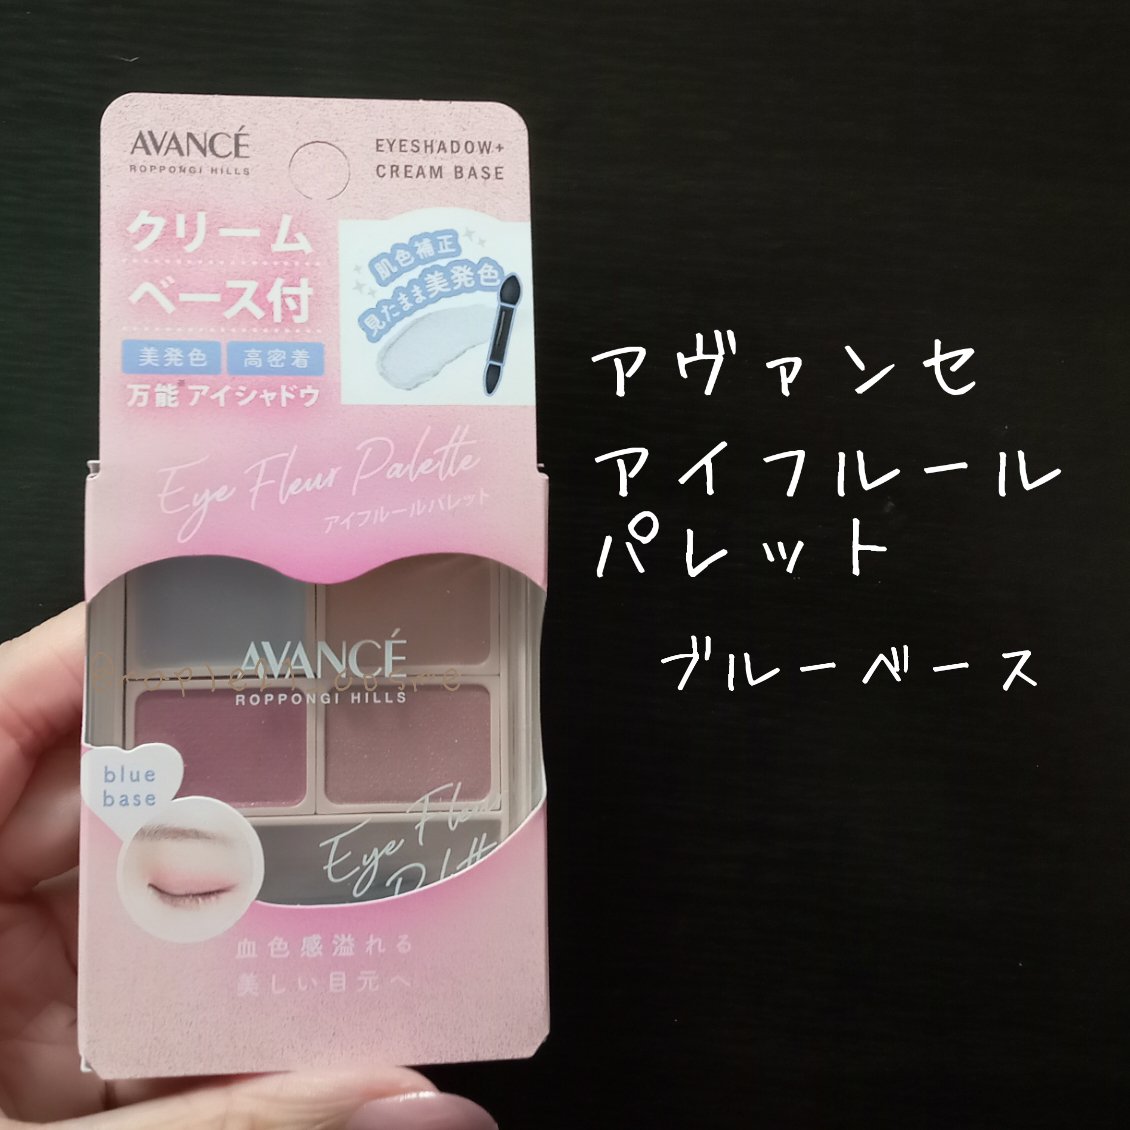 AVANCÉ
ROPPONGI HILLS
EYESHADOW+
CREAM BASE
クリーム
ベース付
美発色 高密着
万能※アイシャドウ
肌色補正
見たまま美発色
Eye Fleur Palette
アイフルールパレット
AVANCÉ
ROPPONGI HILLS
blue
base
Eye Fleur
血色感溢れる
美しい目元へ
アヴァンセ
アイフルール
パレット
ブルーベース